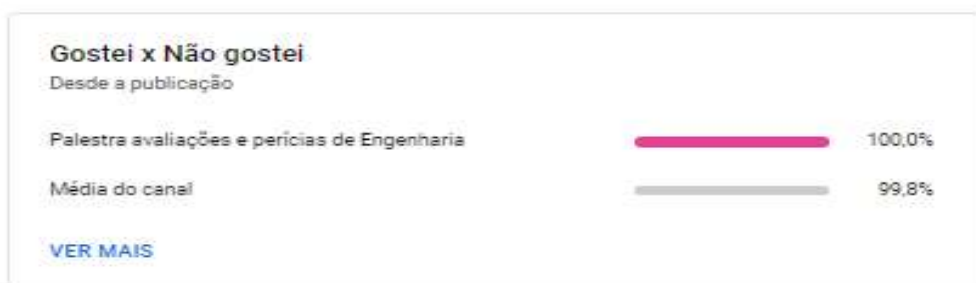 Gostei x Não gostei
Desde a publicação
Palestra avaliações e perícias de Engenharia 100,0%
Média do canal 99,8%
VER MAIS